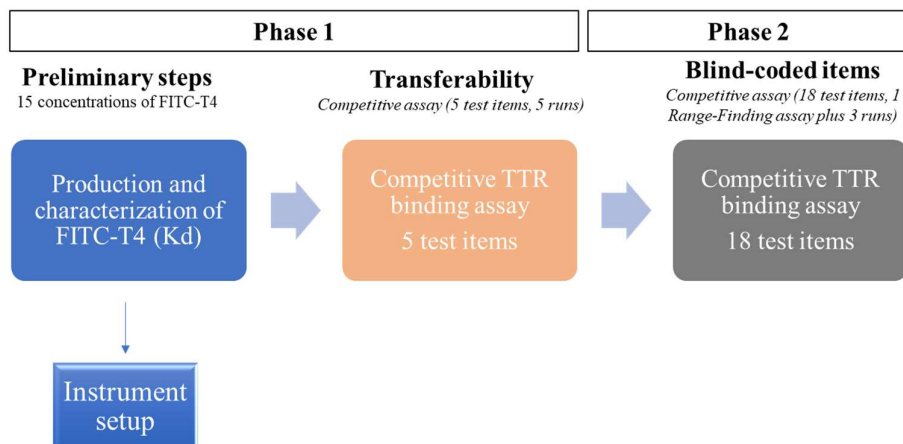 Phase 1
Phase 2
Preliminary steps
15 concentrations of FITC-T4
Transferability
Competitive assay (5 test items, 5 runs)
Blind-coded items
Competitive assay (18 test items, 1
Range-Finding assay plus 3 runs)
Production and
characterization of
FITC-T4 (Kd)
Competitive TTR
binding assay
5 test items
Competitive TTR
binding assay
18 test items
Instrument
setup